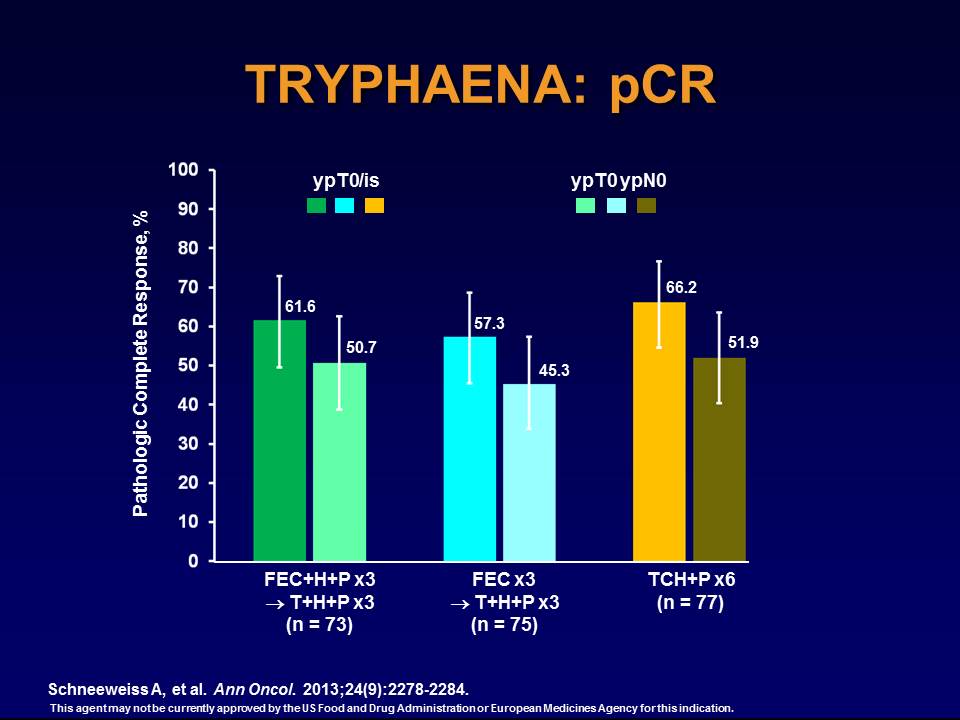 TRYPHAENA: pCR
Pathologic Complete Response, %
100
90
80
70
60
50
40
30
20
10
0
ypT0/is
ypT0 ypN0
61.6
50.7
57.3
45.3
66.2
51.9
FEC+H+P x3
→ T+H+P x3
(n = 73)
FEC x3
→ T+H+P x3
(n = 75)
TCH+P x6
(n = 77)
Schneeweiss A, et al. Ann Oncol. 2013;24(9):2278-2284.
This agent may not be currently approved by the US Food and Drug Administration or European Medicines Agency for this indication.